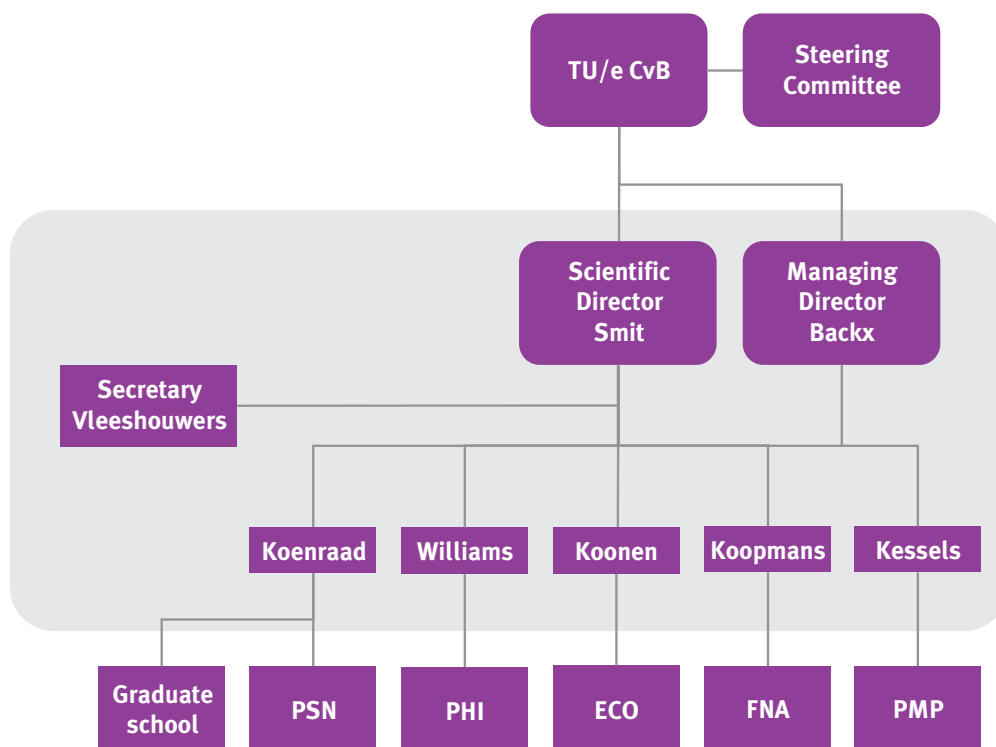 TU/e CvB
Steering
Committee
Scientific
Director
Smit
Managing
Director
Backx
Secretary
Vleeshouwers
Koenraad
Williams
Koonen
Koopmans
Kessels
Graduate
school
PSN
PHI
ECO
FNA
PMP